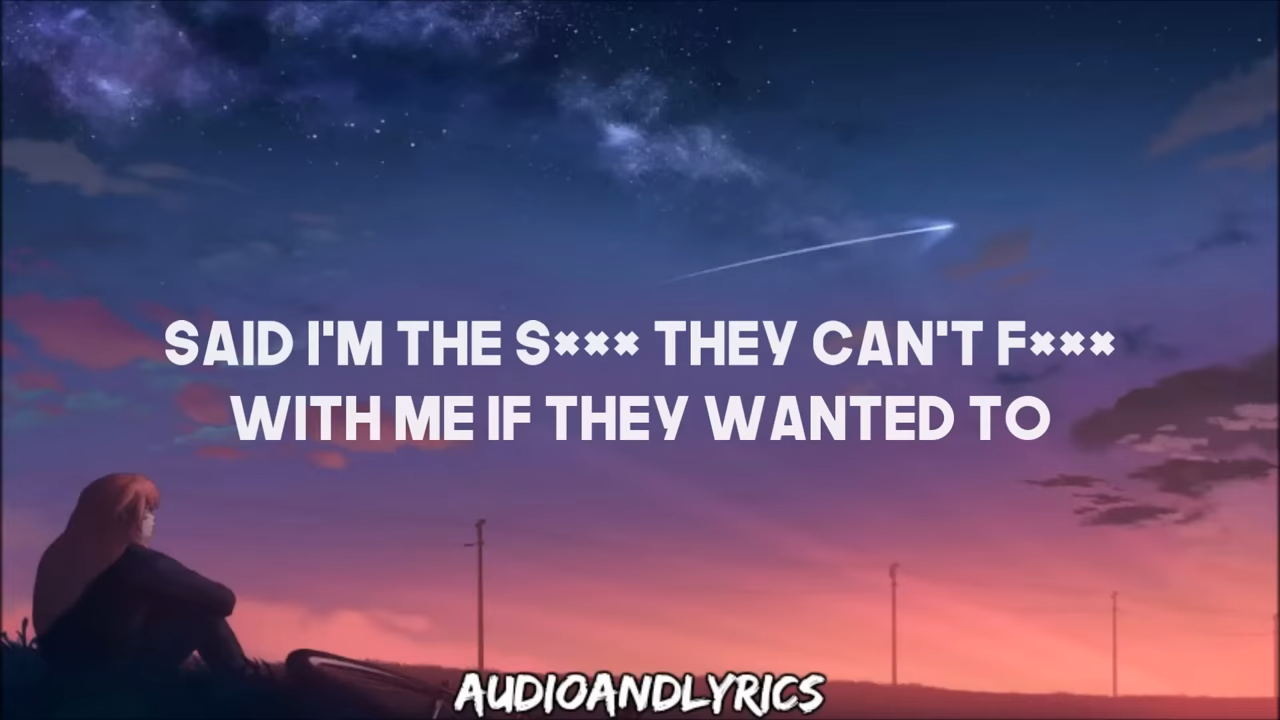 SAID I'M THE S*** THEY CAN'T F***
WITH ME IF THEY WANTED TO
AUDIOANDLYRICS